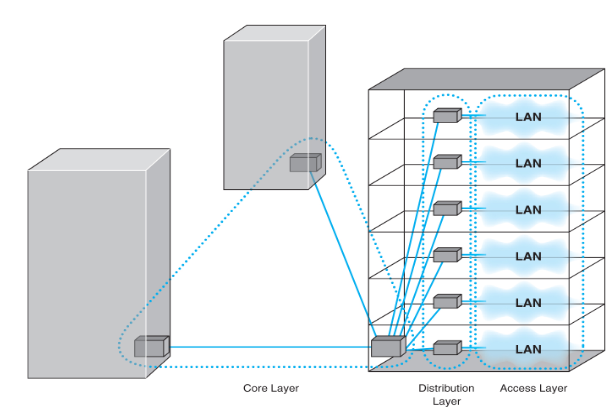 LAN
LAN
LAN
LAN
LAN
LAN
Core Layer
Distribution
Layer
Access Layer